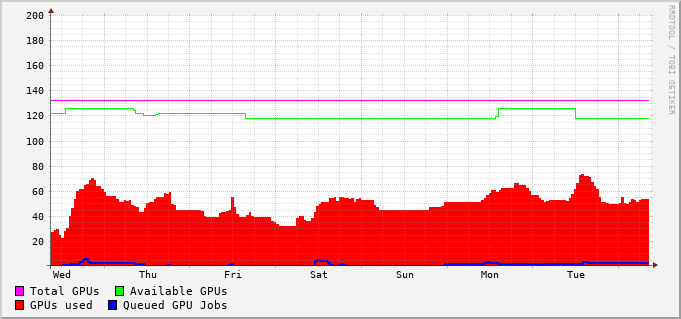 RRDTOOL / TOBI OETIKER
200
180
160
140
120
100
80
60
40
20
Wed Thu Fri Sat Sun Mon Tue
Total GPUs Available GPUs
GPUs used Queued GPU Jobs